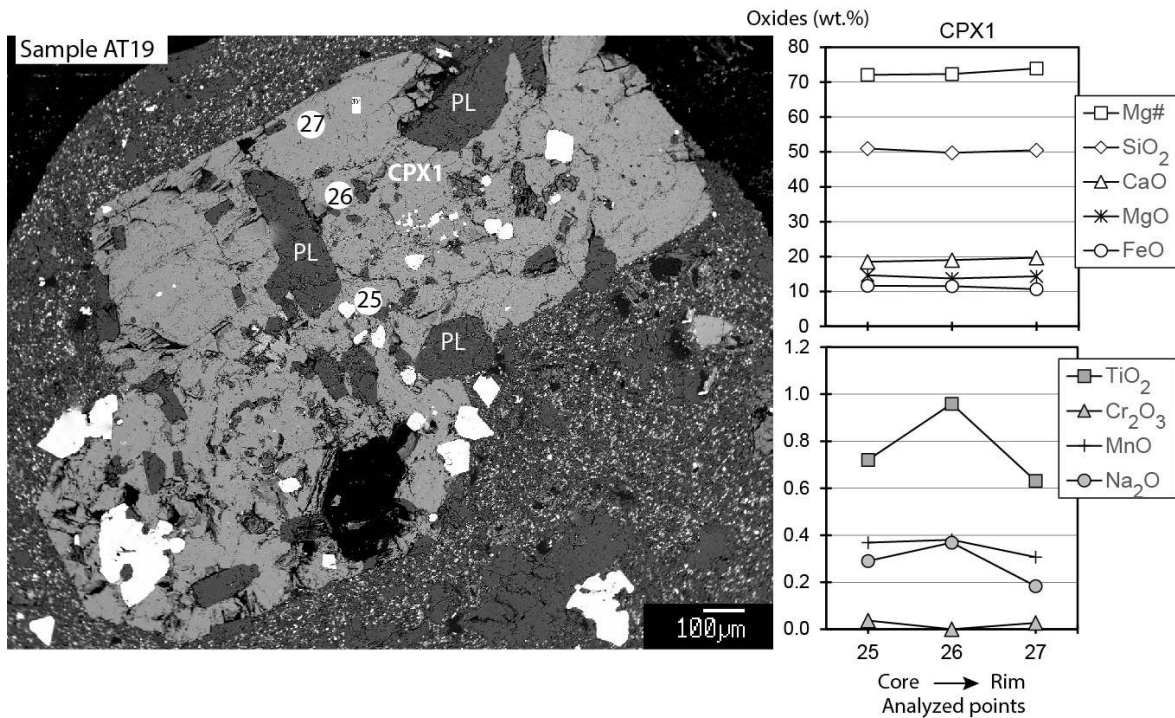 Sample AT19
PL
27
CPX1
26
PL
25
PL
100µm
Oxides (wt.%)
CPX1
80
70
60
50
40
30
20
10
0
Mg#
SiO2
CaO
MgO
FeO
1.2
1.0
0.8
0.6
0.4
0.2
0.0
TiO2
Cr2O3
MnO
Na2O
25 26 27
Core Rim
Analyzed points